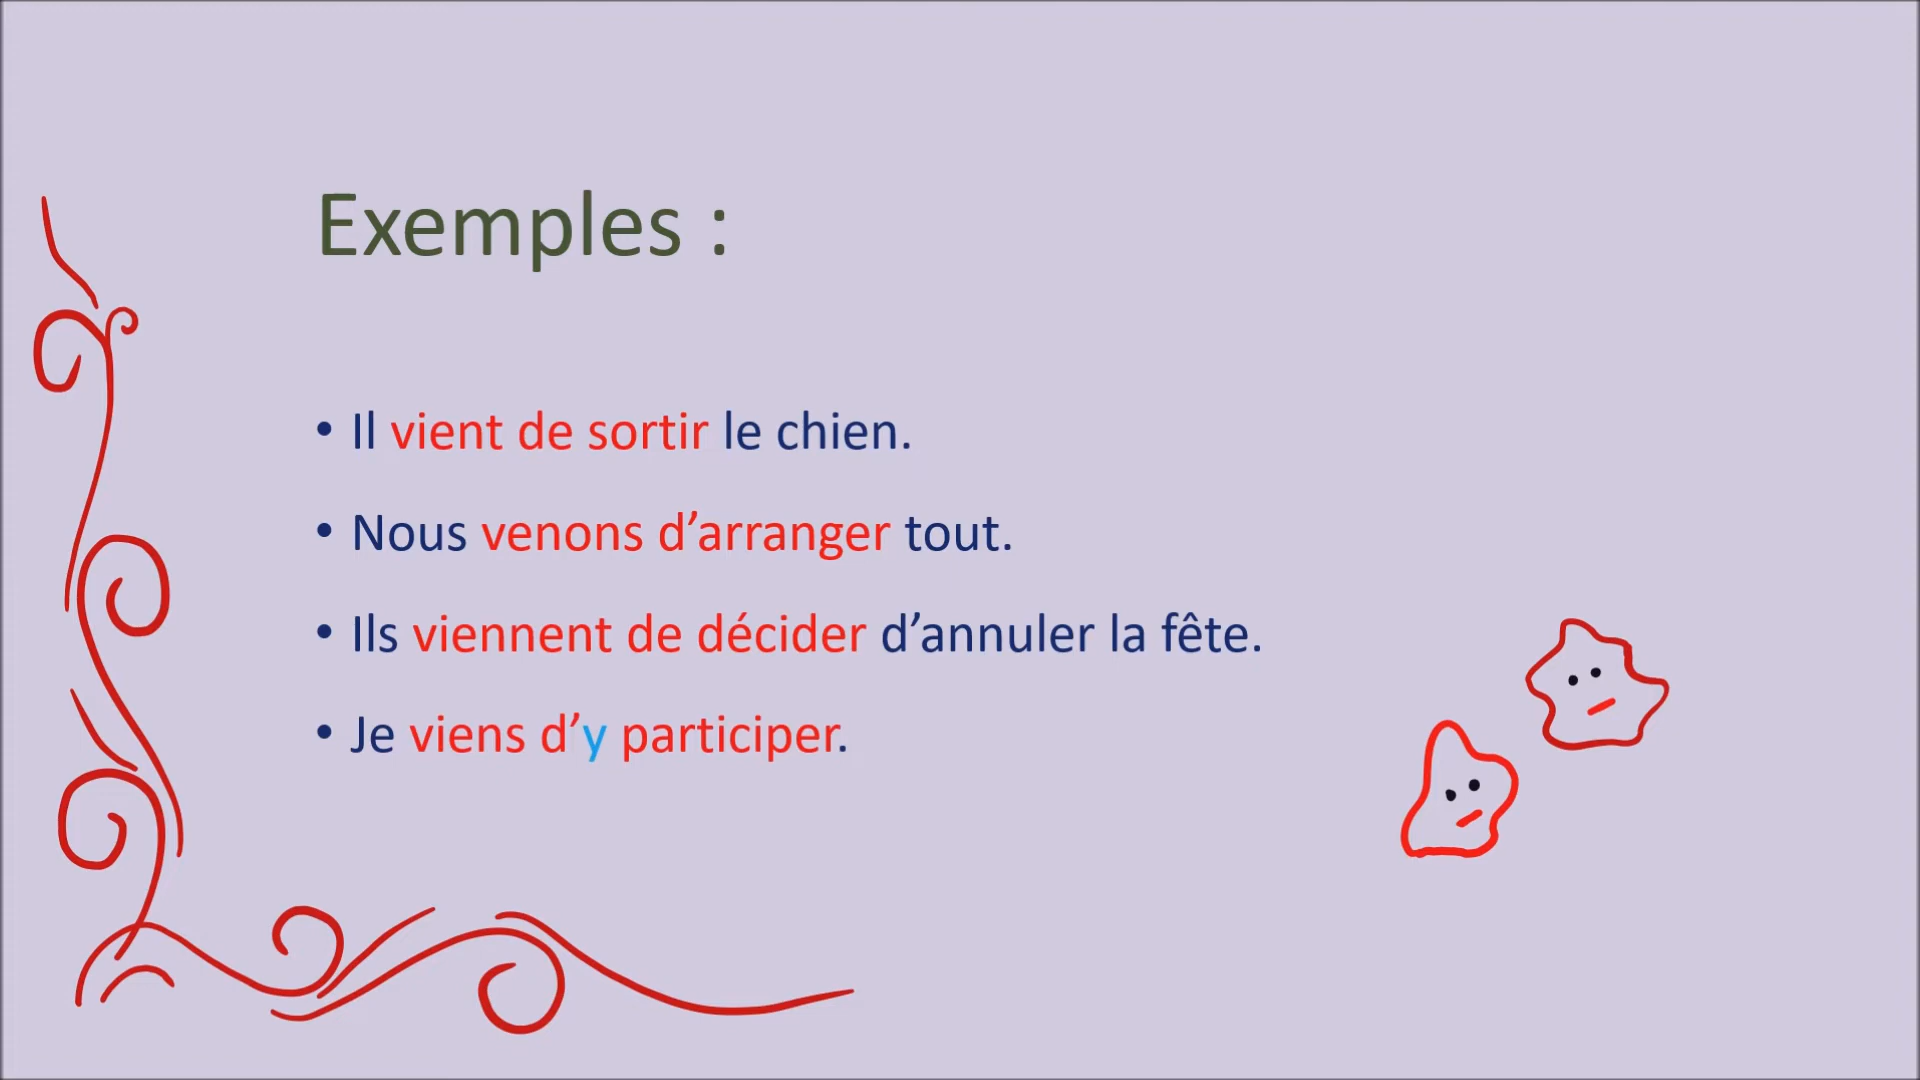 Exemples :
• Il vient de sortir le chien.
• Nous venons d’arranger tout.
• Ils viennent de décider d’annuler la fête.
• Je viens d’y participer.